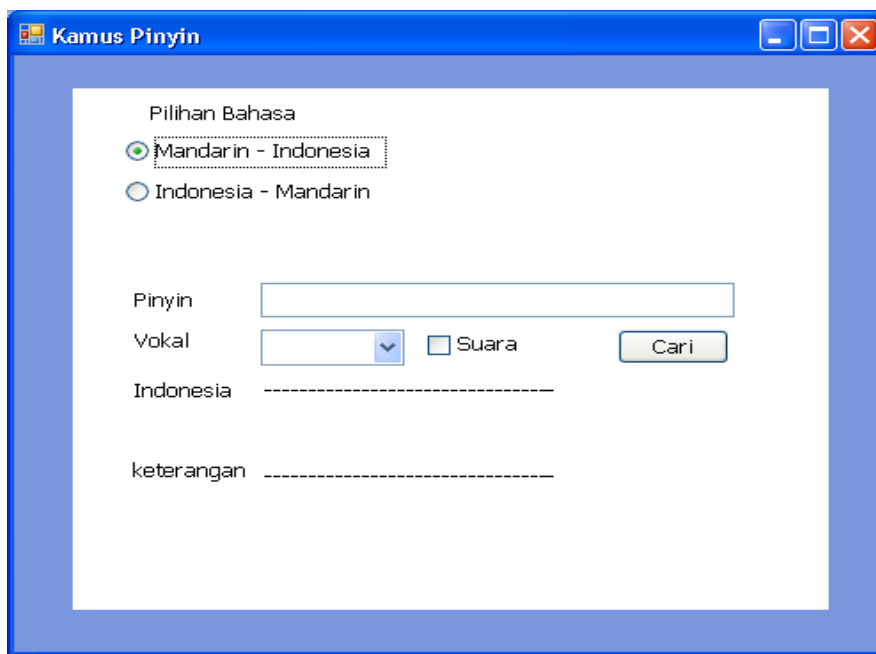 Kamus Pinyin
Pilihan Bahasa
Mandarin - Indonesia
Indonesia - Mandarin
Pinyin
Vokal Suara Cari
Indonesia ---------------------------------
keterangan ---------------------------------